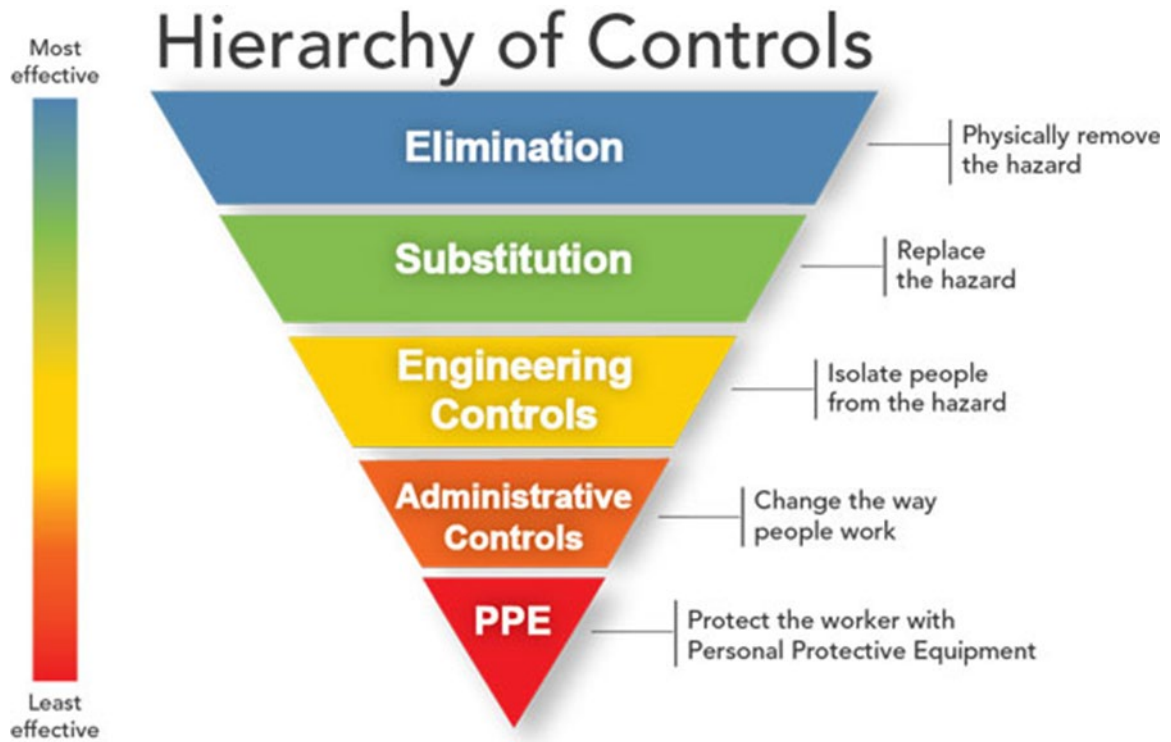 Hierarchy of Controls
Most
effective
Elimination
Physically remove
the hazard
Substitution
Replace
the hazard
Engineering
Controls
Isolate people
from the hazard
Administrative
Controls
Change the way
people work
PPE
Protect the worker with
Personal Protective Equipment
Least
effective